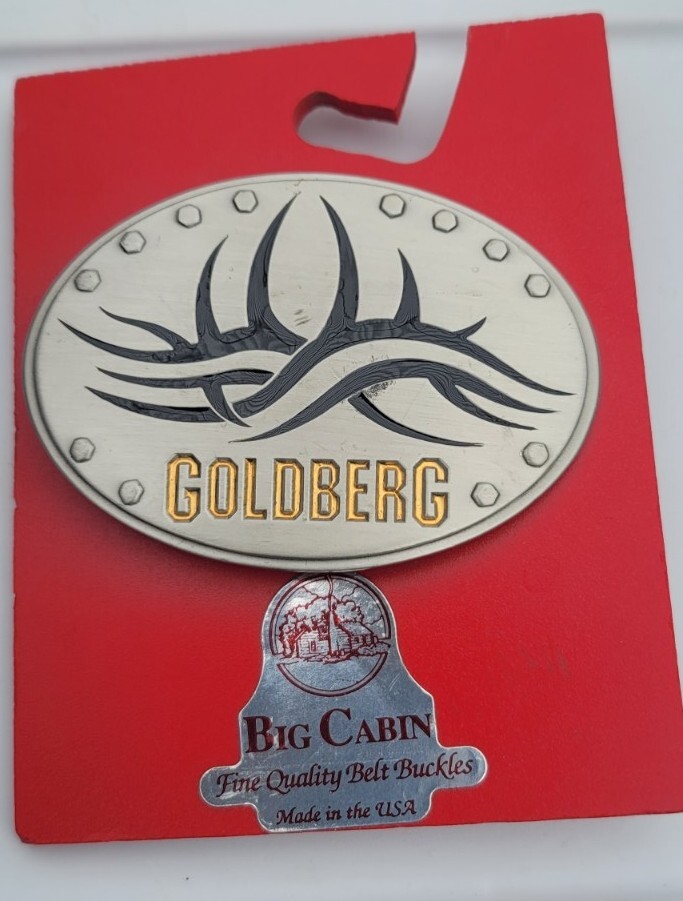 GOLDBERG
BIG CABIN
Fine Quality Belt Buckles
Made in the USA